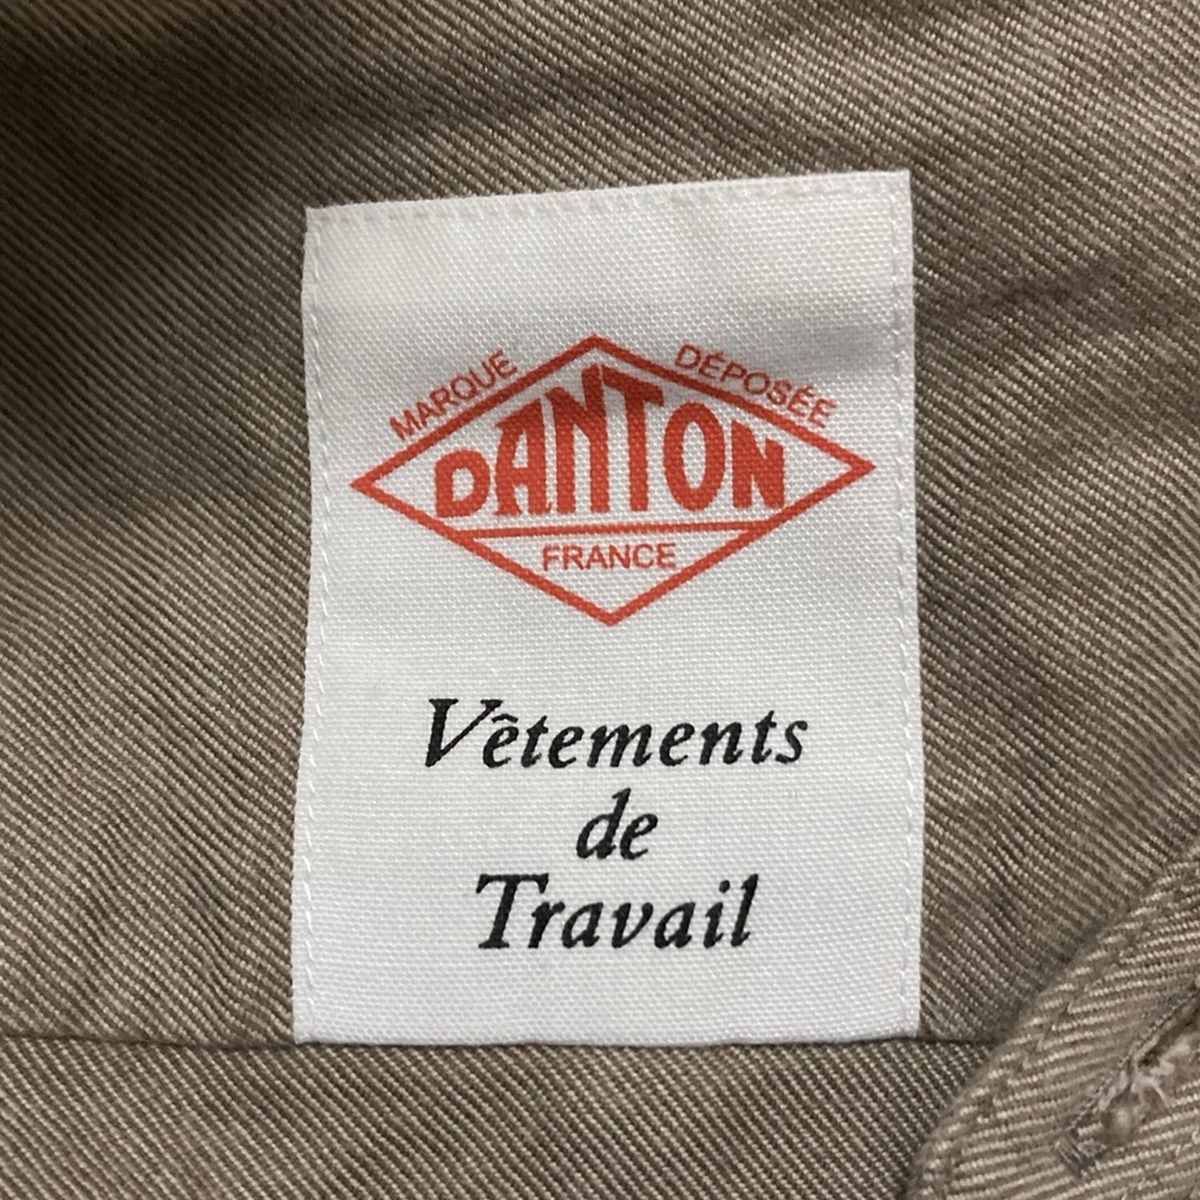 MARQUE DÉPOSÉE
DANTON
FRANCE
Vêtements
de
Travail